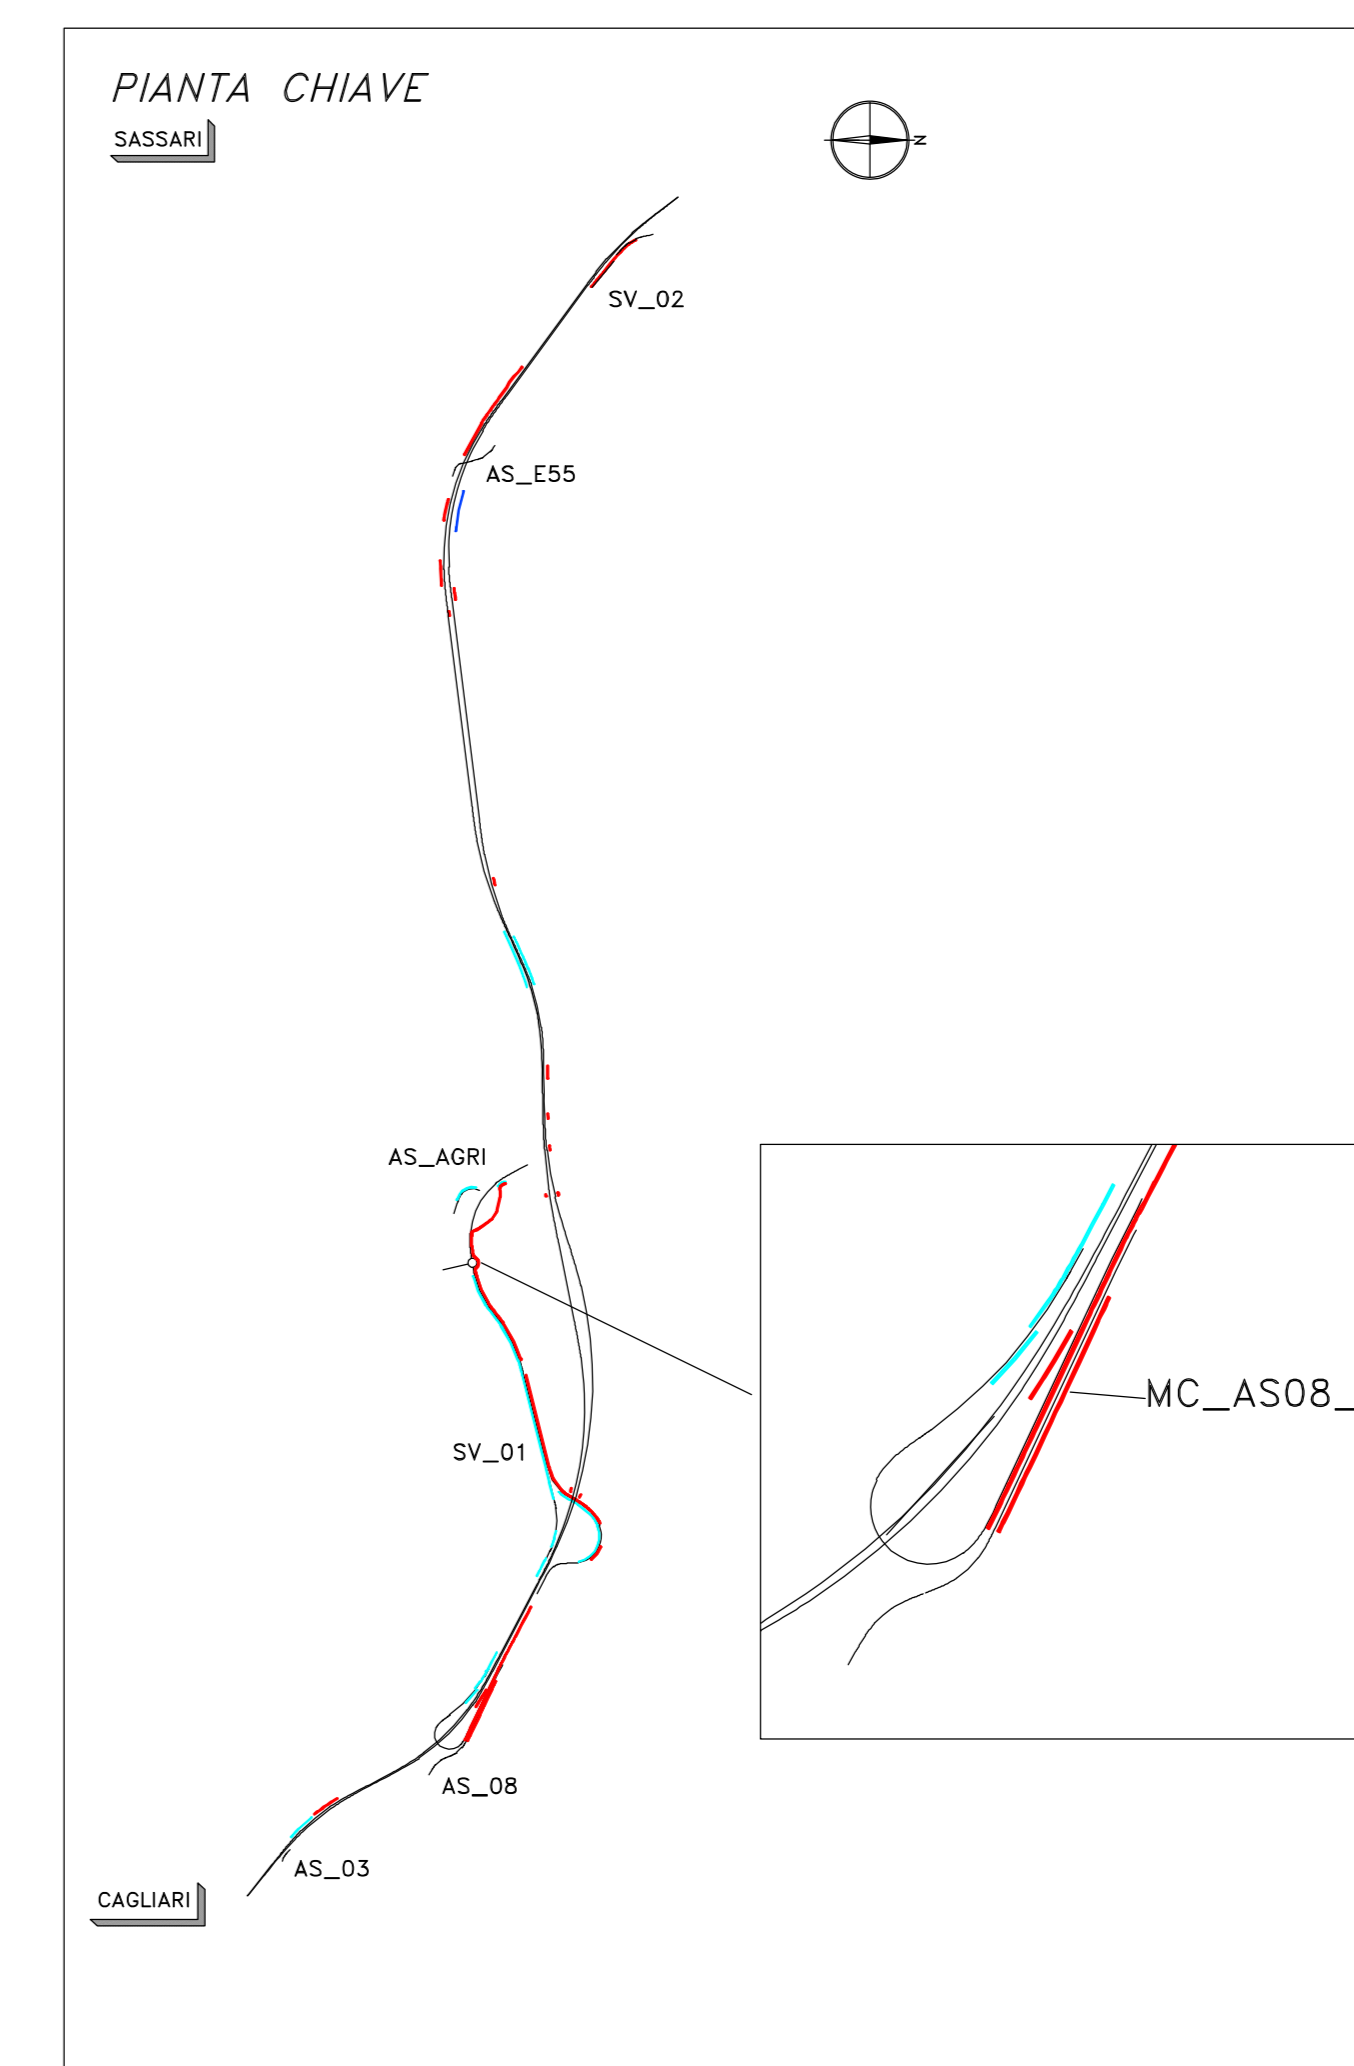 PIANTA CHIAVE
SASSARI
N
SV_02
AS_E55
AS_AGRI
MC_AS08_
SV_01
AS_08
AS_03
CAGLIARI